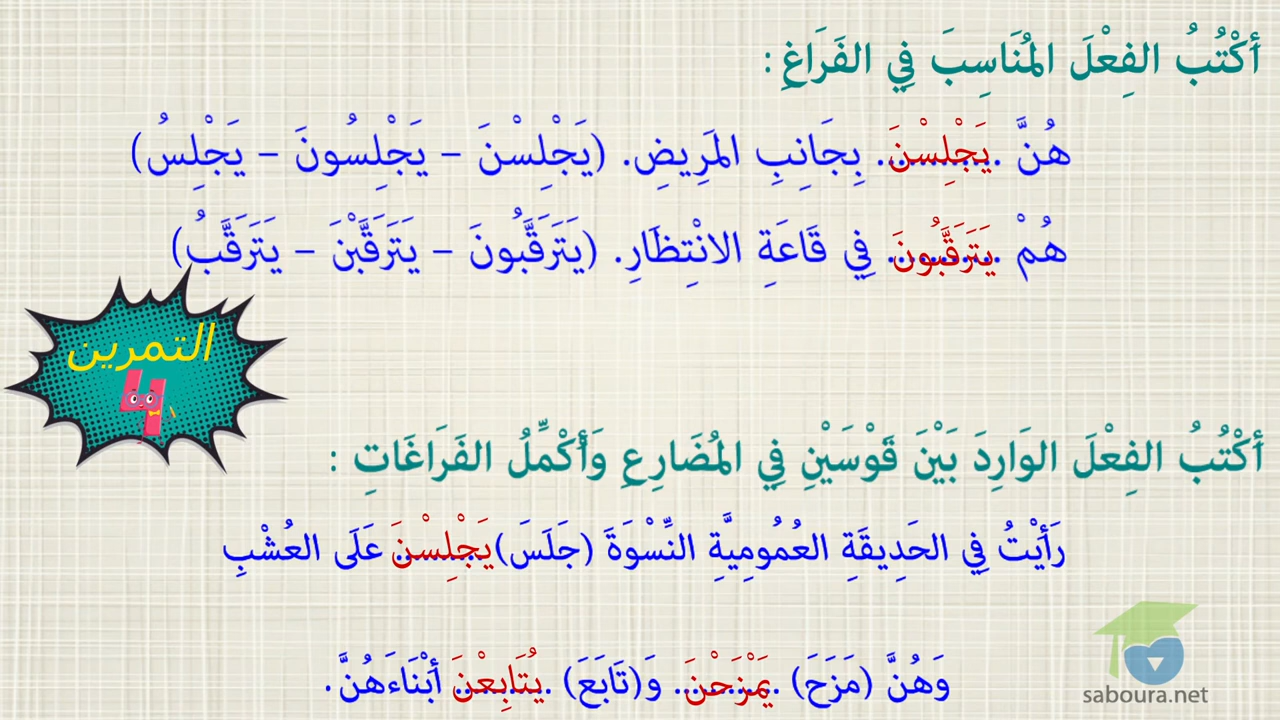 أَكْتُبُ الفِعْلَ المُنَاسِبَ فِي الفَرَاغِ :
هُنَّ يَجْلِسْنَ.. بِجَانِبِ المَرِيضِ. (يَجْلِسْنَ – يَجْلِسُونَ – يَجْلِسُ)
هُمْ يَتَرَقَّبُونَ. فِي قَاعَةِ الانْتِظَارِ. (يَتَرَقَّبُونَ – يَتَرَقَّبْنَ – يَتَرَقَّبُ)
التمرين
4
أَكْتُبُ الفِعْلَ الوَارِدَ بَيْنَ قَوْسَيْنِ فِي المُضَارِعِ وَأُكْمِّلُ الفَرَاغَاتِ :
رَأَيْتُ فِي الحَدِيقَةِ العُمُومِيَّةِ النِّسْوَةَ (جَلَسَ) يَجْلِسْنَ عَلَى العُشْبِ
وَهُنَّ (مَزَحَ) يَمْزَحْنَ.. وَ(تَابَعَ) يُتَابِعْنَ أَبْنَاءَهُنَّ.
saboura.net